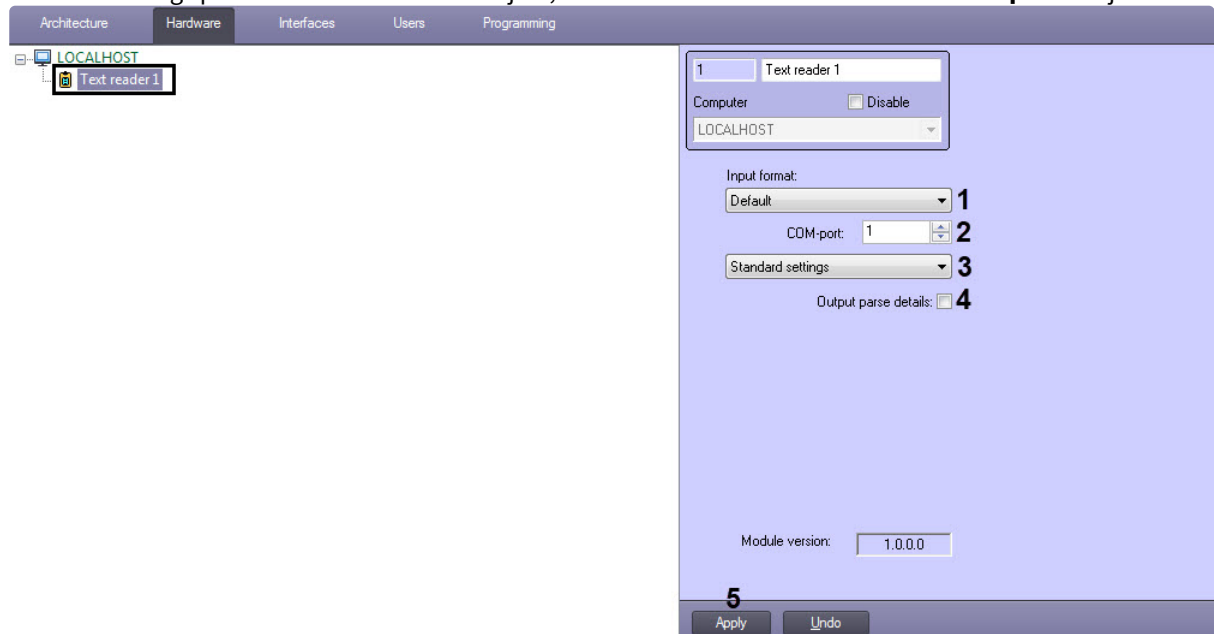 Architecture Hardware Interfaces Users Programming
LOCALHOST
Text reader 1
1 Text reader 1
Computer Disable
LOCALHOST
Input format:
Default 1
COM-port: 1 2
Standard settings 3
Output parse details: 4
Module version: 1.0.0.0
5
Apply Undo